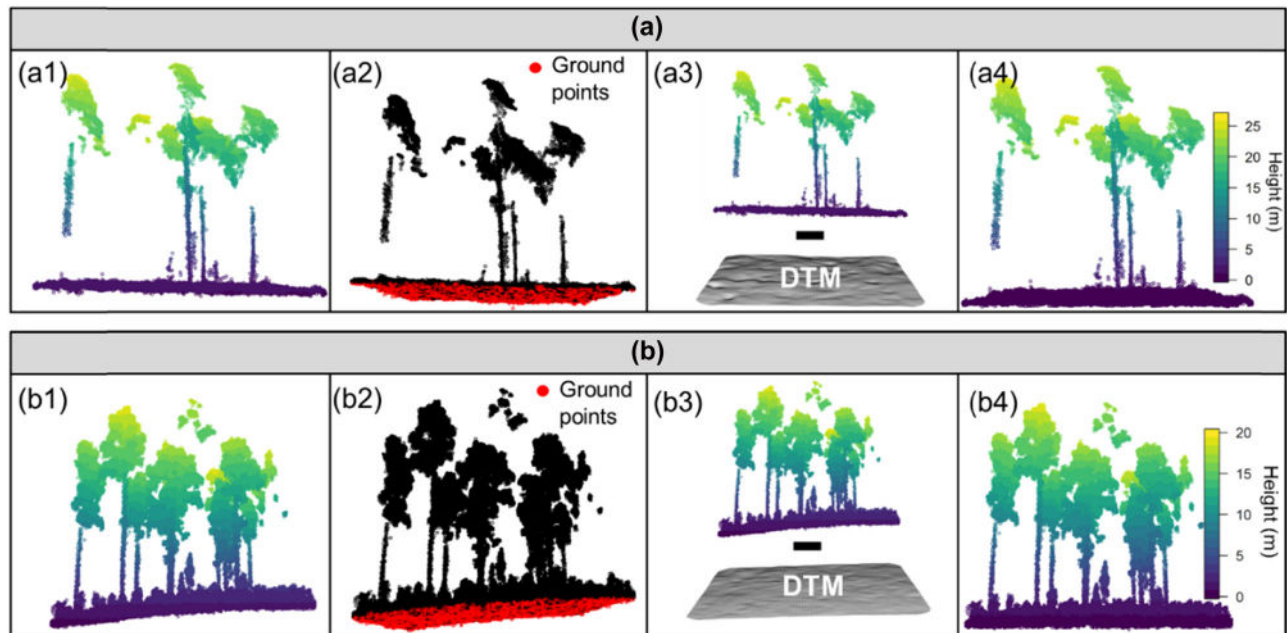 (a)
(a1)
(a2)
Ground
points
(a3)
DTM
(a4)
25
20
15
10
5
0
Height (m)
(b)
(b1)
(b2)
Ground
points
(b3)
DTM
(b4)
20
15
10
5
0
Height (m)